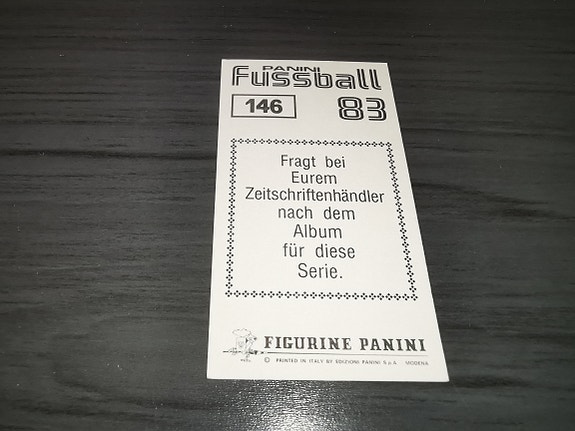 PANINI
Fussball
146 83
Fragt bei
Eurem
Zeitschriftenhändler
nach dem
Album
für diese
Serie.
FIGURINE PANINI
© PRINTED IN ITALY BY EDIZIONI PANINI S.p.A. MODENA